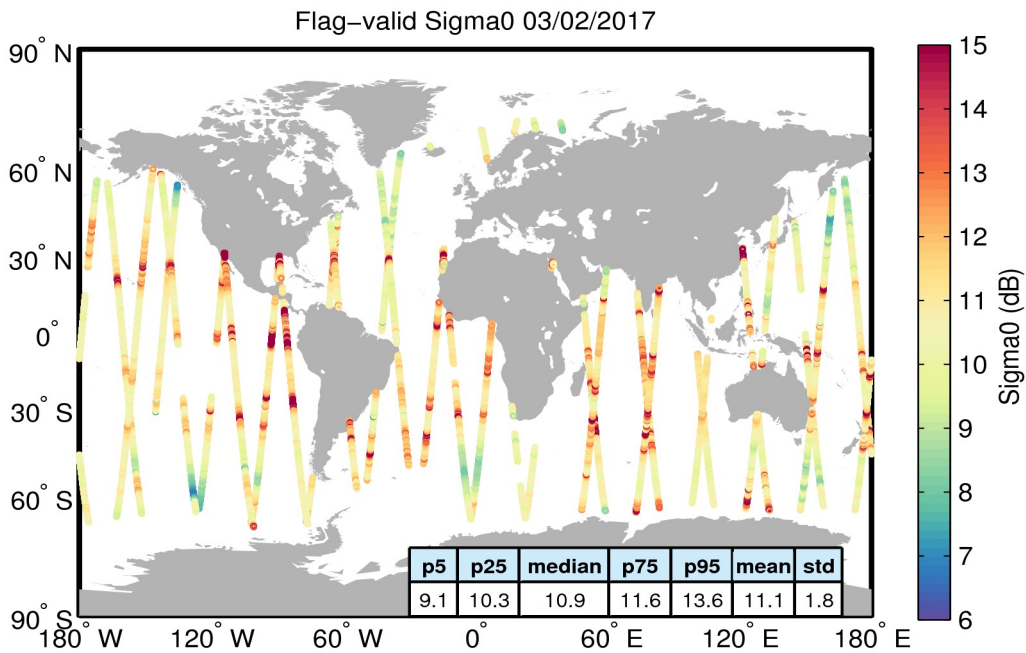 Flag−valid Sigma0 03/02/2017
90° N
60° N
30° N
0°
30° S
60° S
90° S
180° W
120° W
60° W
0°
60° E
120° E
180° E
p5 p25 median p75 p95 mean std
9.1 10.3 10.9 11.6 13.6 11.1 1.8
15
14
13
12
11
10
9
8
7
6
Sigma0 (dB)